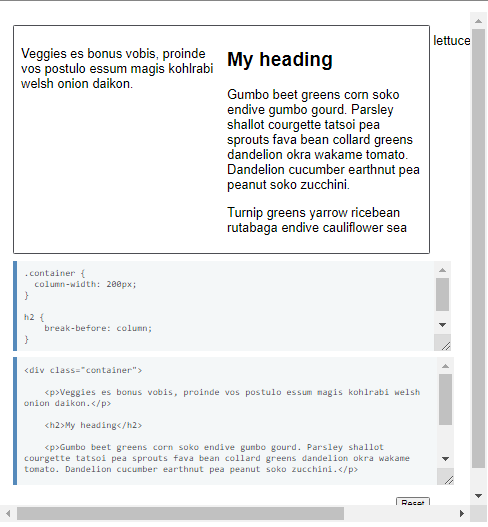 Veggies es bonus vobis, proinde
vos postulo essum magis kohlrabi
welsh onion daikon.
My heading
Gumbo beet greens corn soko
endive gumbo gourd. Parsley
shallot courgette tatsoi pea
sprouts fava bean collard greens
dandelion okra wakame tomato.
Dandelion cucumber earthnut pea
peanut soko zucchini.
Turnip greens yarrow ricebean
rutabaga endive cauliflower sea
lettuce
.container {
column-width: 200px;
}
h2 {
break-before: column;
}
<div class="container">
<p>Veggies es bonus vobis, proinde vos postulo essum magis kohlrabi welsh
onion daikon.</p>
<h2>My heading</h2>
<p>Gumbo beet greens corn soko endive gumbo gourd. Parsley shallot
courgette tatsoi pea sprouts fava bean collard greens dandelion okra wakame
tomato. Dandelion cucumber earthnut pea peanut soko zucchini.</p>
Reset